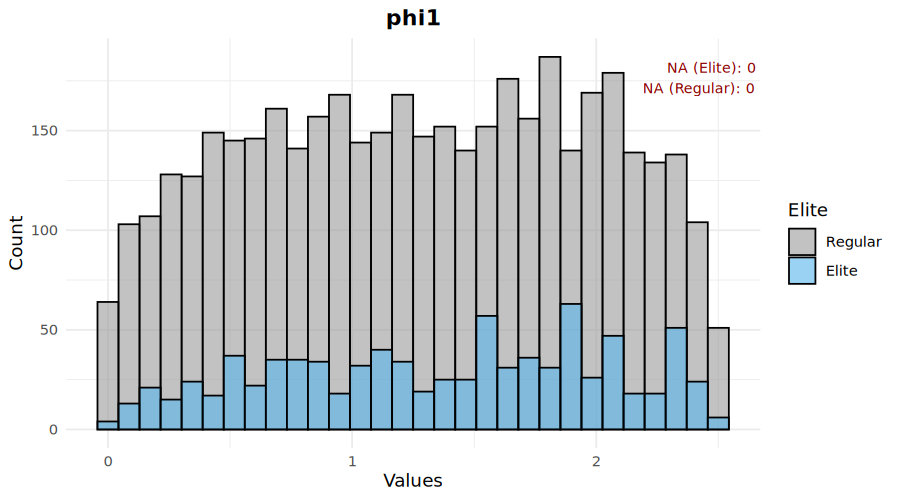 phi1
NA (Elite): 0
NA (Regular): 0
Count
150
100
50
0
0
1
2
Values
Elite
Regular
Elite